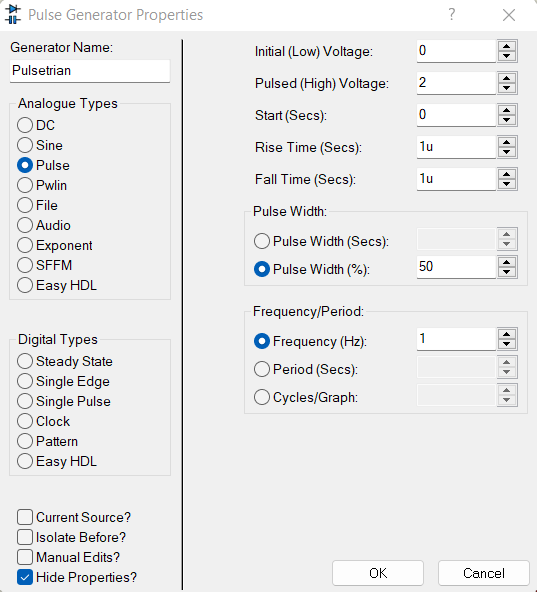 Pulse Generator Properties
?
Generator Name:
Pulsetrian
Analogue Types
DC
Sine
Pulse
Pwlin
File
Audio
Exponent
SFFM
Easy HDL
Digital Types
Steady State
Single Edge
Single Pulse
Clock
Pattern
Easy HDL
Current Source?
Isolate Before?
Manual Edits?
Hide Properties?
Initial (Low) Voltage: 0
Pulsed (High) Voltage: 2
Start (Secs): 0
Rise Time (Secs): 1u
Fall Time (Secs): 1u
Pulse Width:
Pulse Width (Secs):
Pulse Width (%): 50
Frequency/Period:
Frequency (Hz): 1
Period (Secs):
Cycles/Graph:
OK Cancel